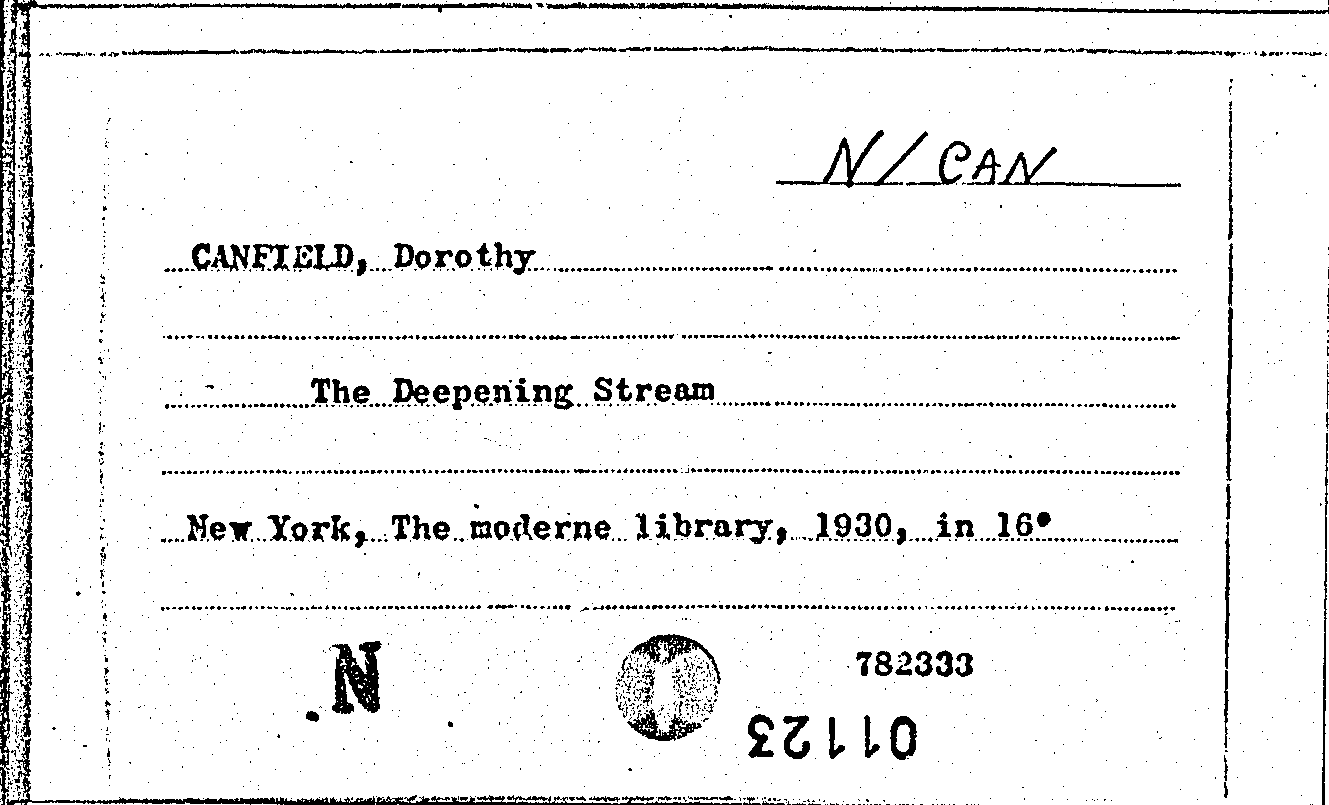 N/CAN
CANFIELD, Dorothy
The Deepening Stream
New York, The moderne library, 1930, in 16°
N
782333
01123